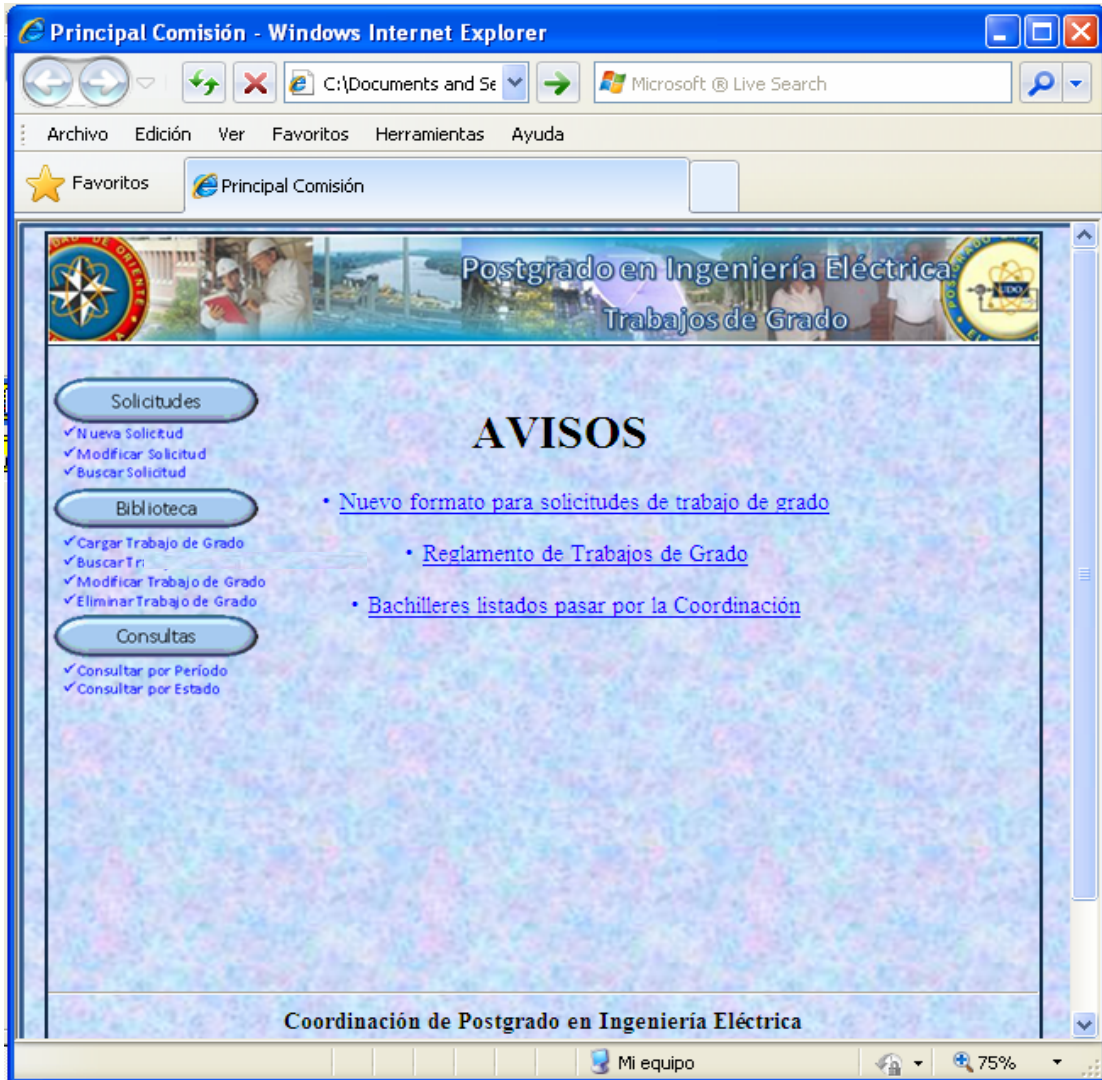 Principal Comisión - Windows Internet Explorer
C:\Documents and Se
Microsoft ® Live Search
Archivo Edición Ver Favoritos Herramientas Ayuda
Favoritos
Principal Comisión
Postgrado en Ingeniería Eléctrica
Trabajos de Grado
UDO
Solicitudes
✓Nueva Solicitud
✓Modificar Solicitud
✓Buscar Solicitud
Biblioteca
✓Cargar Trabajo de Grado
✓Buscar
✓Modificar Trabajo de Grado
✓Eliminar Trabajo de Grado
Consultas
✓Consultar por Período
✓Consultar por Estado
AVISOS
• Nuevo formato para solicitudes de trabajo de grado
• Reglamento de Trabajos de Grado
• Bachilleres listados pasar por la Coordinación
Coordinación de Postgrado en Ingeniería Eléctrica
Mi equipo
75%